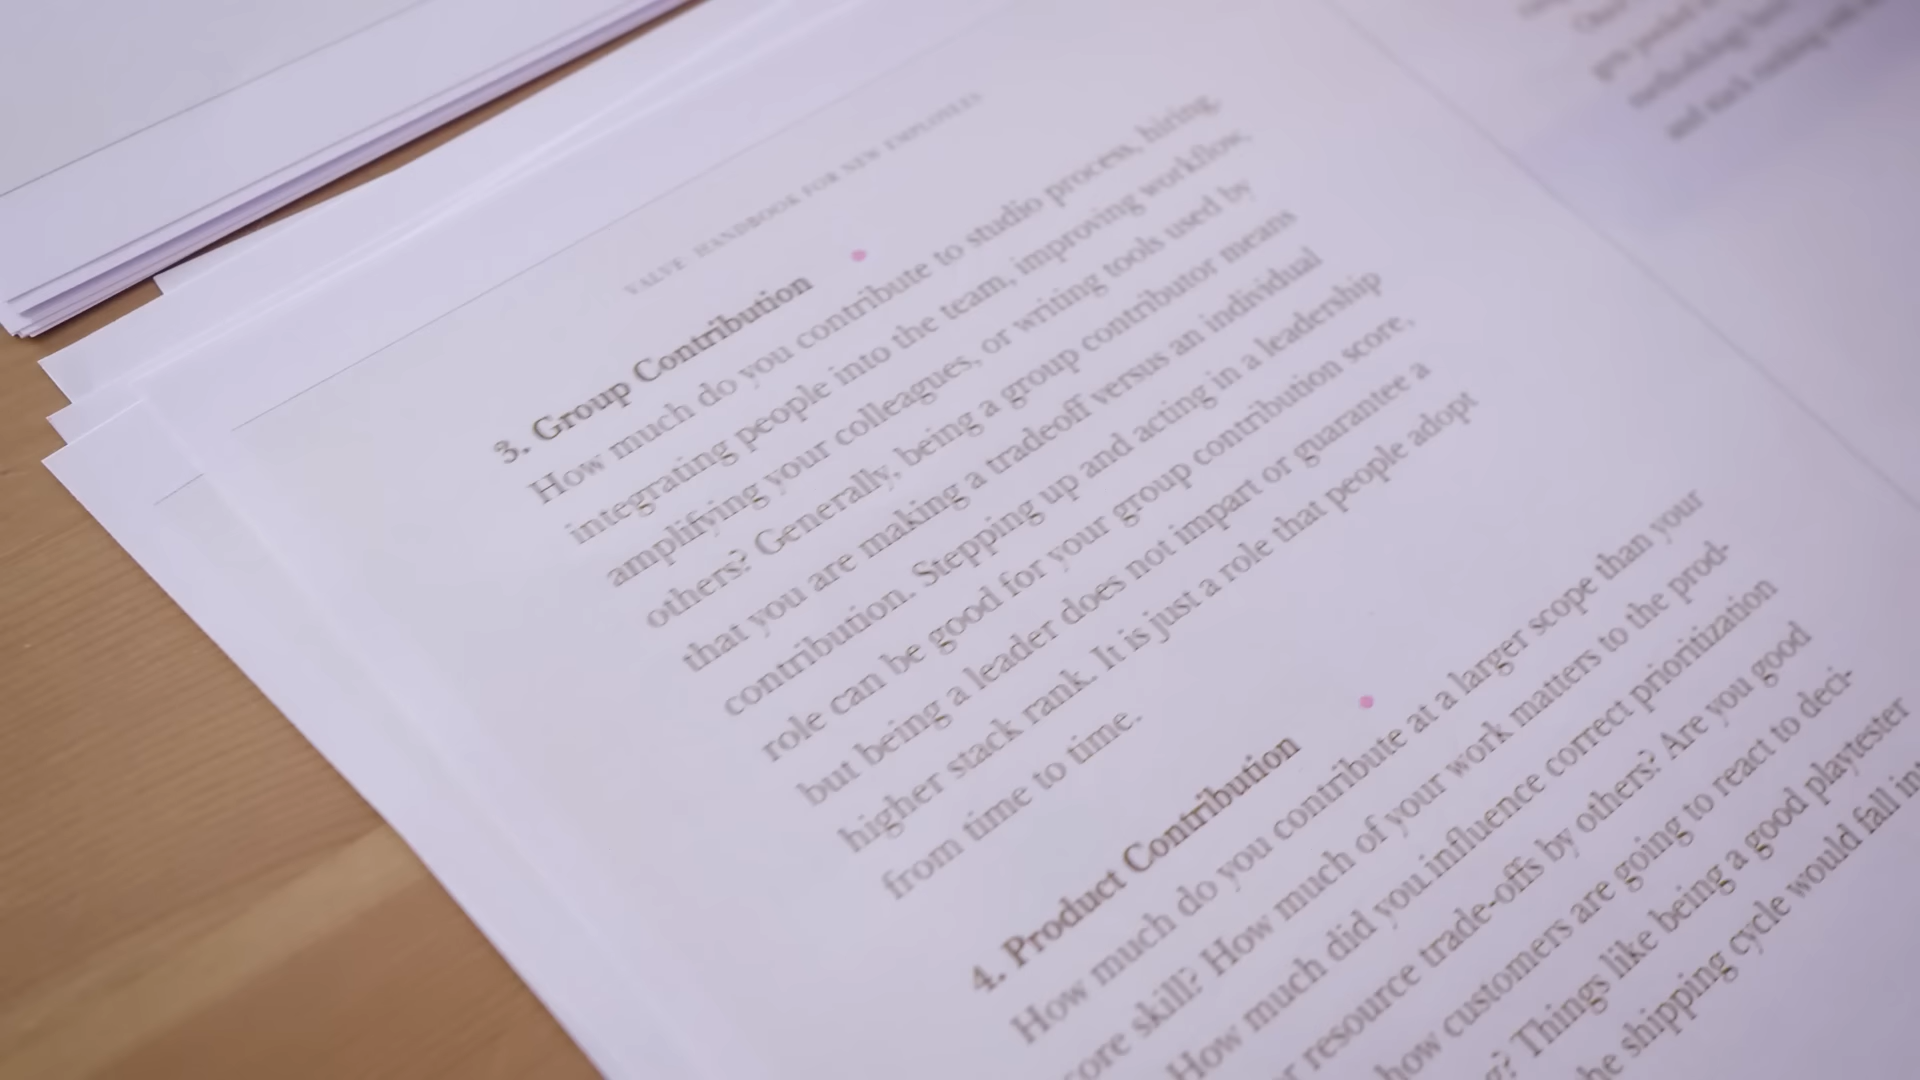 VALVE HANDBOOK FOR NEW EMPLOYEES
3. Group Contribution
How much do you contribute to studio process, hiring,
integrating people into the team, improving workflow,
amplifying your colleagues, or writing tools used by
others? Generally, being a group contributor means
that you are making a tradeoff versus an individual
contribution. Stepping up and acting in a leadership
role can be good for your group contribution score,
but being a leader does not impart or guarantee a
higher stack rank. It is just a role that people adopt
from time to time.
4. Product Contribution
How much do you contribute at a larger scope than your
core skill? How much of your work matters to the prod-
How much did you influence correct prioritization
or resource trade-offs by others? Are you good
how customers are going to react to deci-
Things like being a good playtester
shipping cycle would fall
and stack ranking